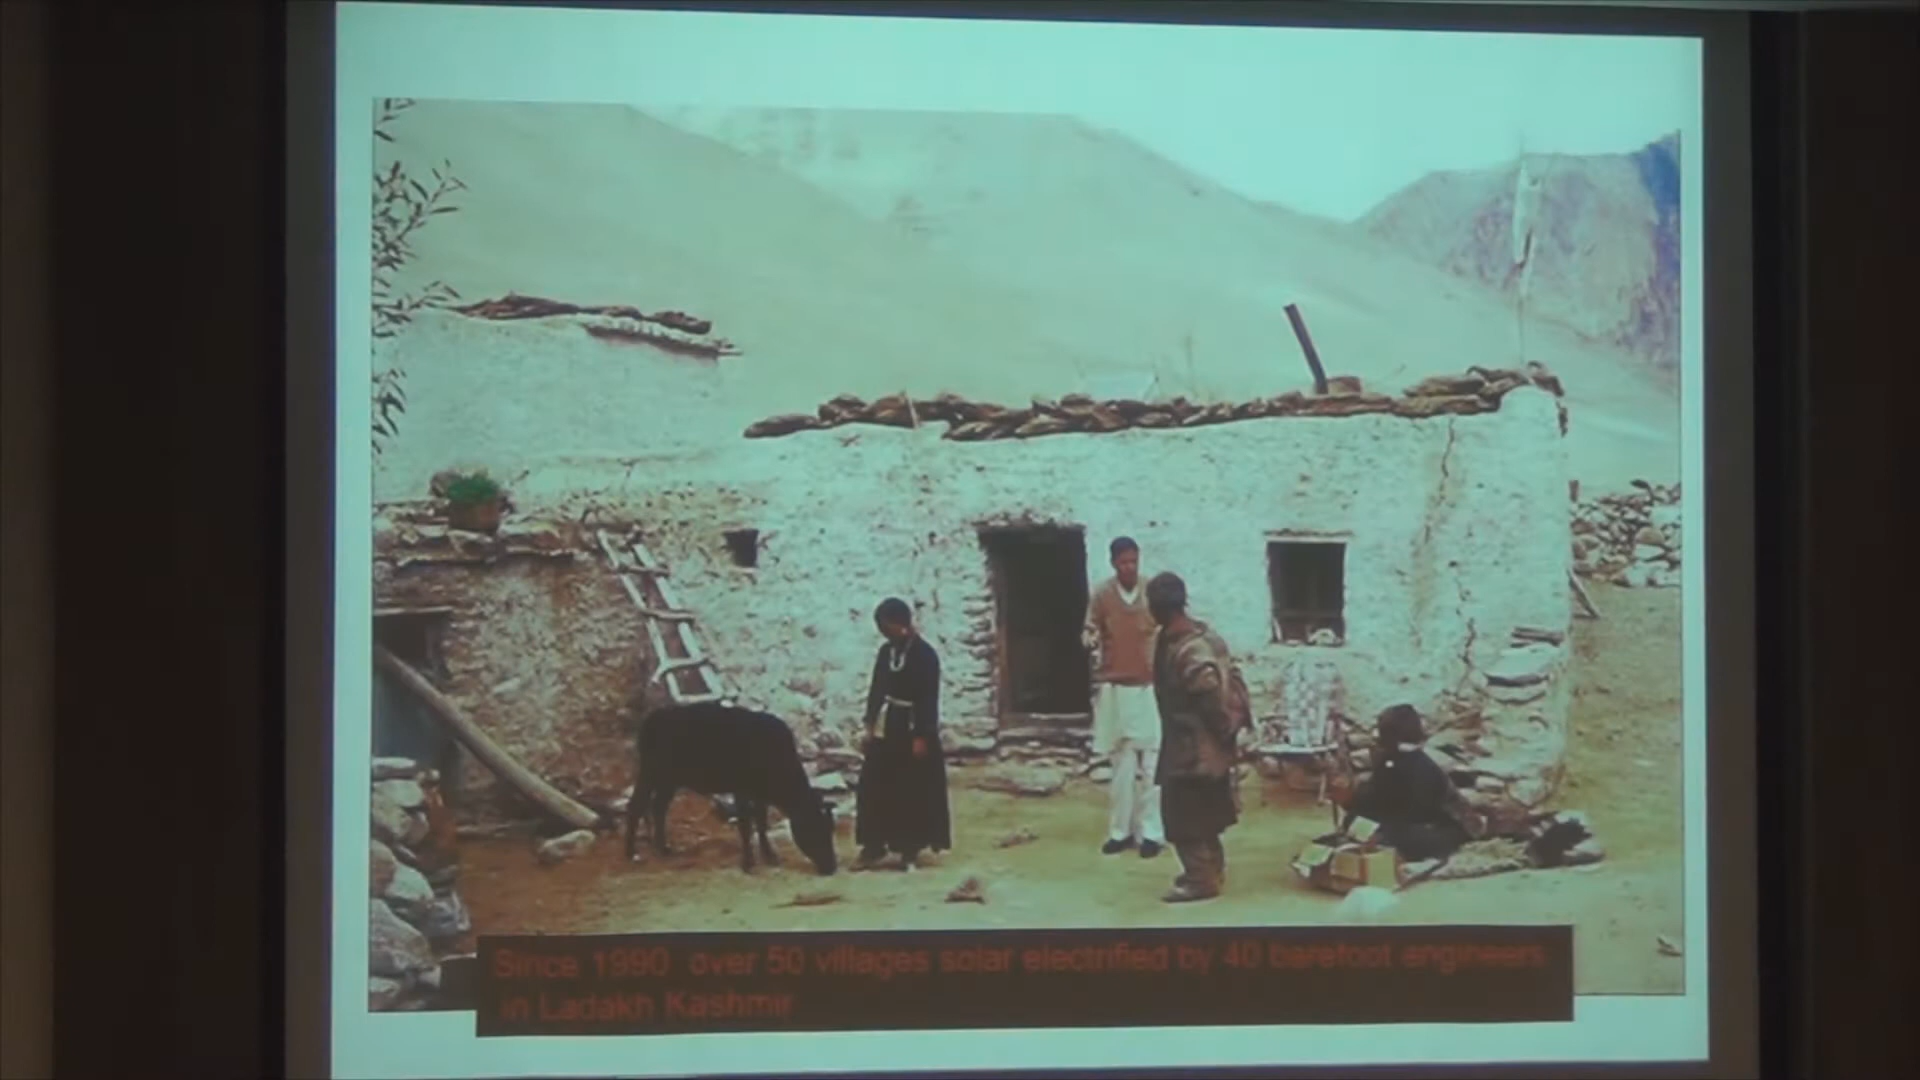 Since 1990 over 50 villages solar electrified by 40 barefoot engineers
in Ladakh Kashmir